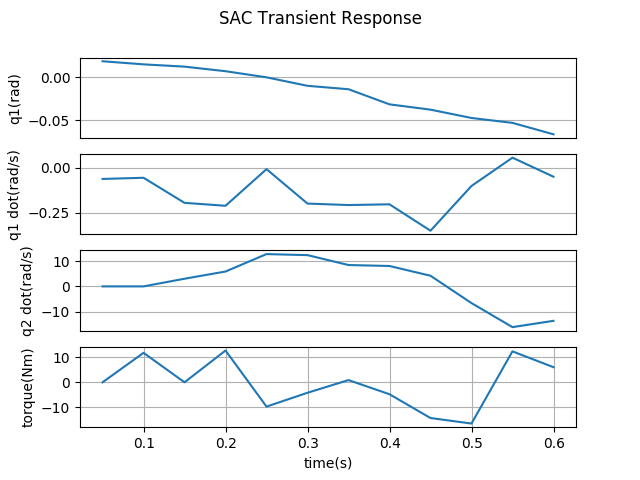 SAC Transient Response
q1(rad)
0.00
−0.05
q1 dot(rad/s)
0.00
−0.25
q2 dot(rad/s)
10
0
−10
torque(Nm)
10
0
−10
0.1 0.2 0.3 0.4 0.5 0.6
time(s)